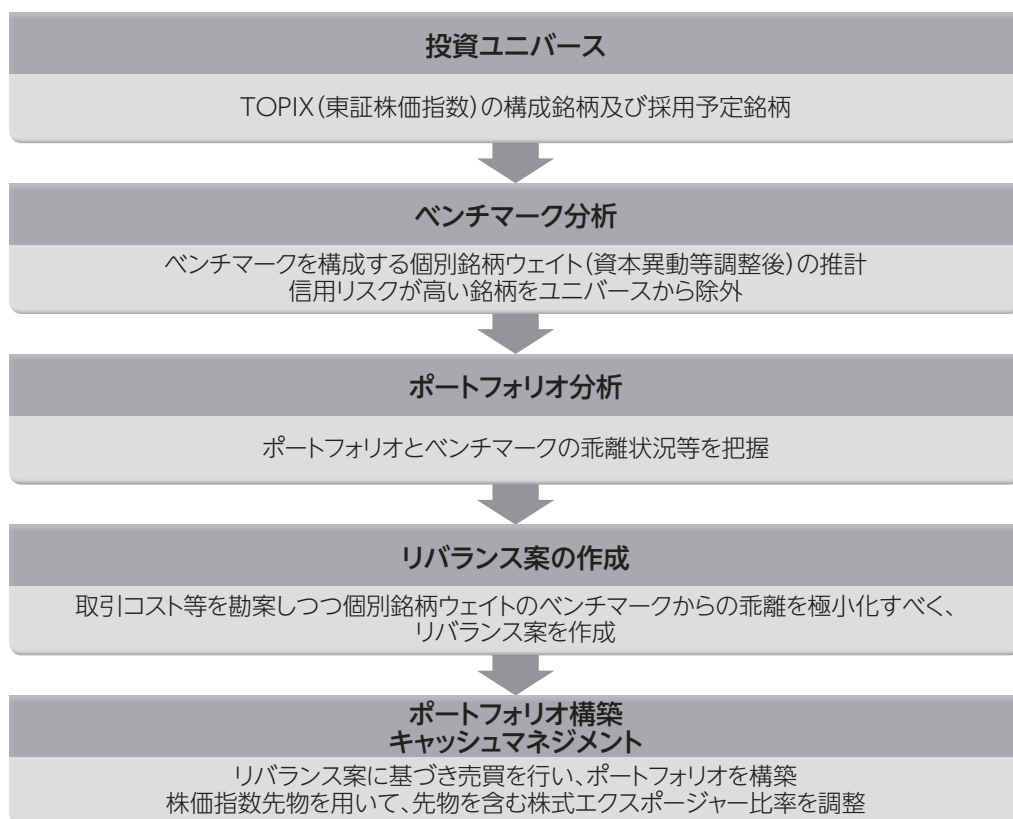 投資ユニバース
TOPIX(東証株価指数)の構成銘柄及び採用予定銘柄
ベンチマーク分析
ベンチマークを構成する個別銘柄ウェイト(資本異動等調整後)の推計
信用リスクが高い銘柄をユニバースから除外
ポートフォリオ分析
ポートフォリオとベンチマークの乖離状況等を把握
リバランス案の作成
取引コスト等を勘案しつつ個別銘柄ウェイトのベンチマークからの乖離を極小化すべく、
リバランス案を作成
ポートフォリオ構築
キャッシュマネジメント
リバランス案に基づき売買を行い、ポートフォリオを構築
株価指数先物を用いて、先物を含む株式エクスポージャー比率を調整